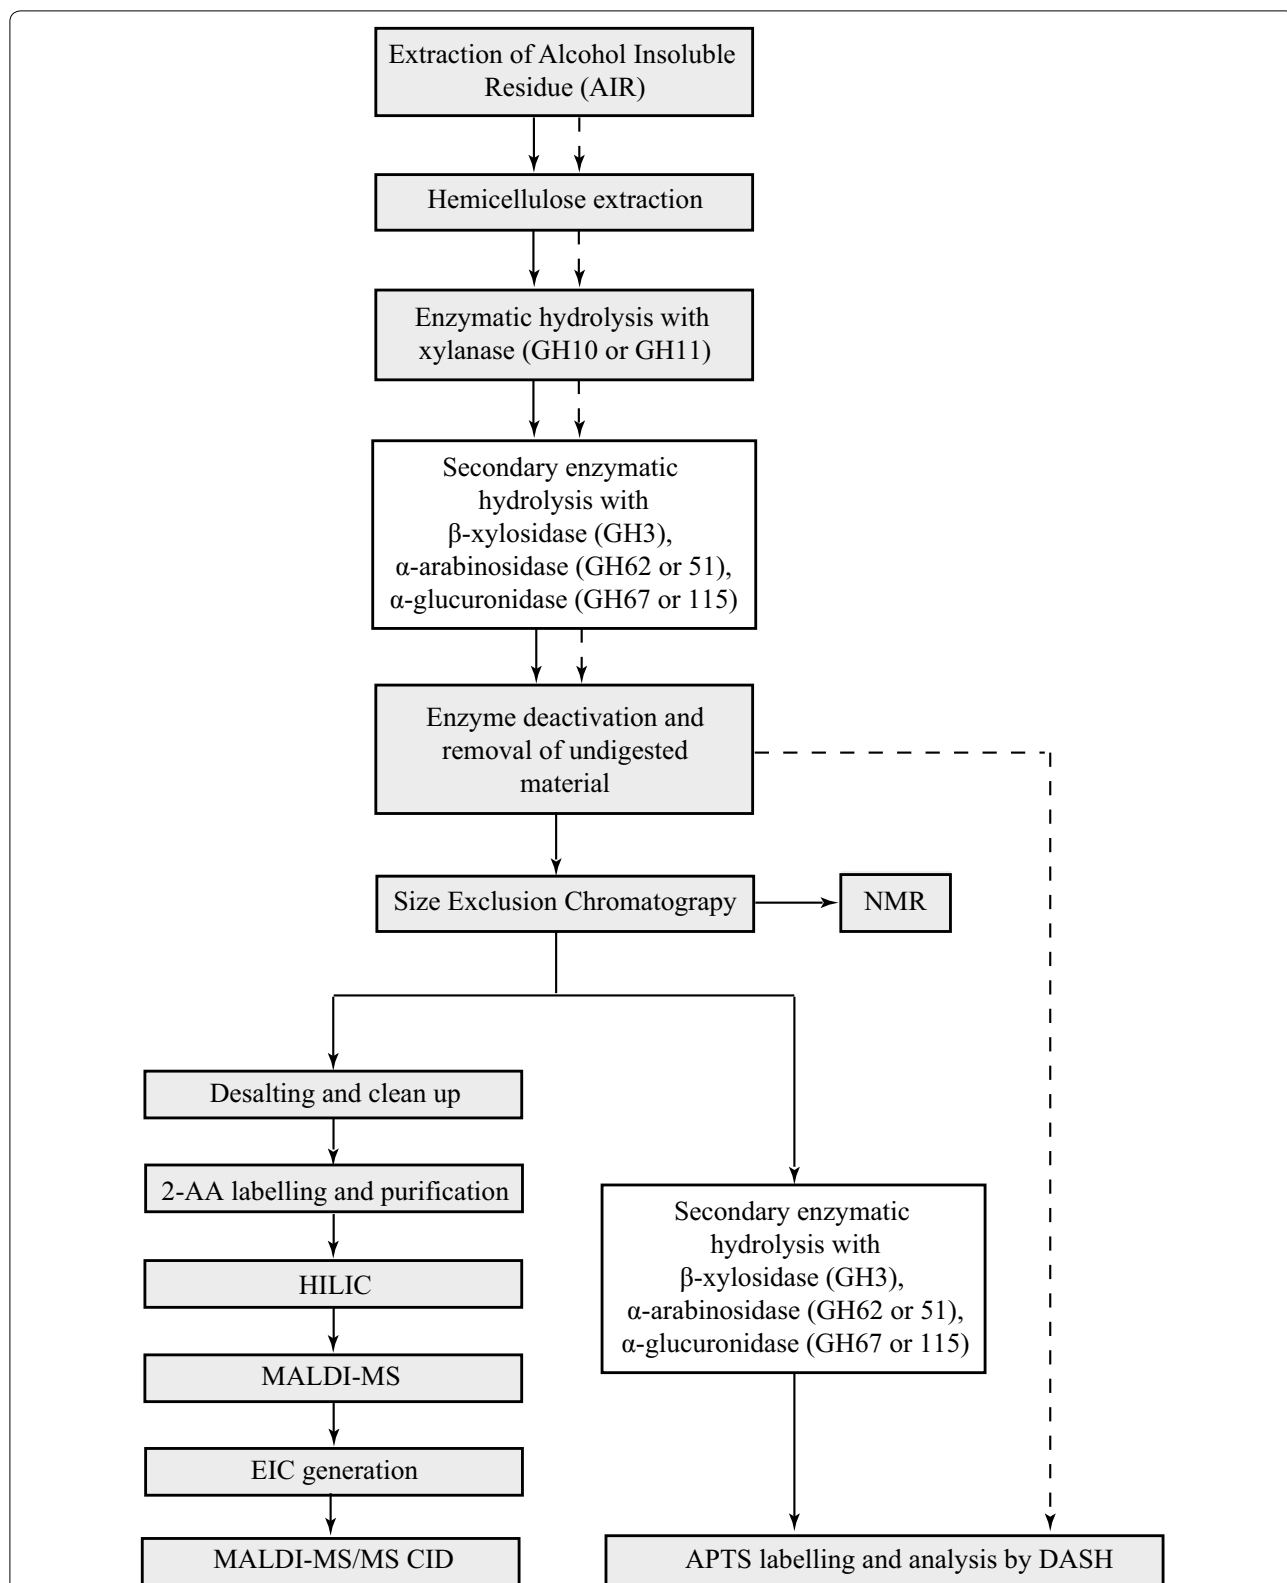 Extraction of Alcohol Insoluble
Residue (AIR)
Hemicellulose extraction
Enzymatic hydrolysis with
xylanase (GH10 or GH11)
Secondary enzymatic
hydrolysis with
β-xylosidase (GH3),
α-arabinosidase (GH62 or 51),
α-glucuronidase (GH67 or 115)
Enzyme deactivation and
removal of undigested
material
Size Exclusion Chromatograpy
NMR
Desalting and clean up
2-AA labelling and purification
HILIC
MALDI-MS
EIC generation
MALDI-MS/MS CID
Secondary enzymatic
hydrolysis with
β-xylosidase (GH3),
α-arabinosidase (GH62 or 51),
α-glucuronidase (GH67 or 115)
APTS labelling and analysis by DASH